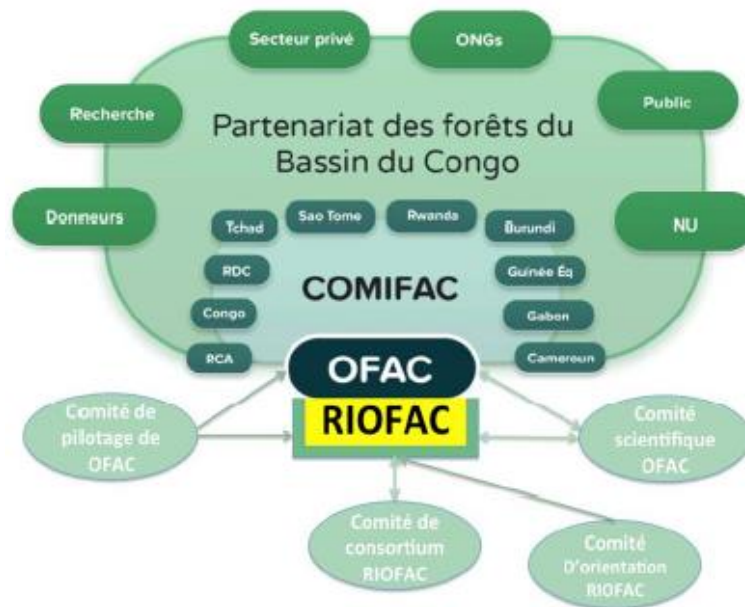 Secteur privé
ONGs
Recherche
Public
Partenariat des forêts du
Bassin du Congo
Donneurs
NU
Tchad
Sao Tome
Rwanda
Burundi
RDC
Guinée Éq
COMIFAC
Congo
Gabon
RCA
Cameroun
OFAC
RIOFAC
Comité de
pilotage de
OFAC
Comité
scientifique
OFAC
Comité de
consortium
RIOFAC
Comité
D'orientation
RIOFAC